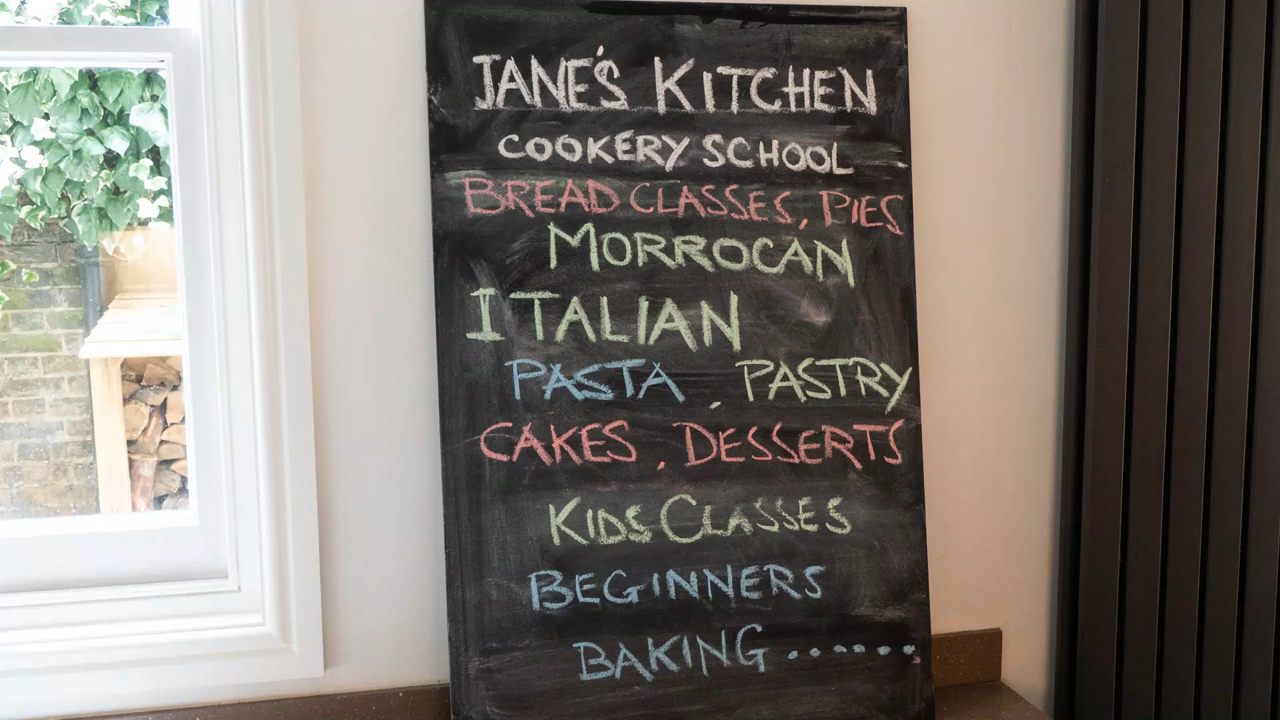 JANE'S KITCHEN
COOKERY SCHOOL
BREAD CLASSES, PIES
MORROCAN
ITALIAN
PASTA, PASTRY
CAKES, DESSERTS
KIDS CLASSES
BEGINNERS
BAKING.......